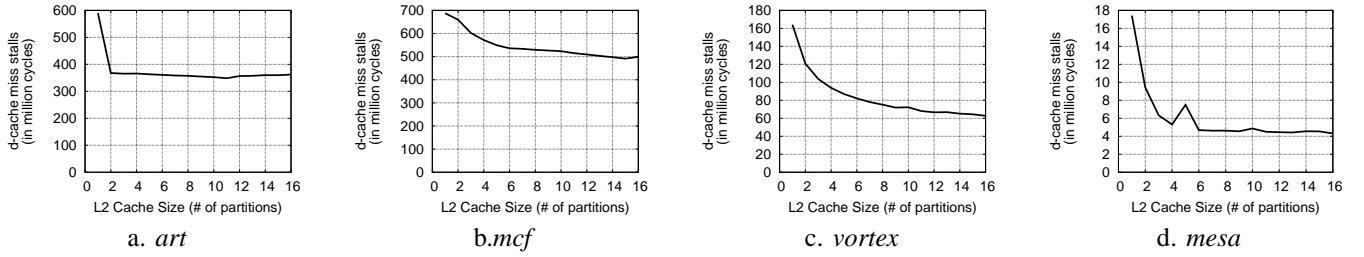 d-cache miss stalls
(in million cycles)
600
500
400
300
200
100
0
0 2 4 6 8 10 12 14 16
L2 Cache Size (# of partitions)
a. art
d-cache miss stalls
(in million cycles)
700
600
500
400
300
200
100
0
0 2 4 6 8 10 12 14 16
L2 Cache Size (# of partitions)
b.mcf
d-cache miss stalls
(in million cycles)
180
160
140
120
100
80
60
40
20
0
0 2 4 6 8 10 12 14 16
L2 Cache Size (# of partitions)
c. vortex
d-cache miss stalls
(in million cycles)
18
16
14
12
10
8
6
4
2
0
0 2 4 6 8 10 12 14 16
L2 Cache Size (# of partitions)
d. mesa